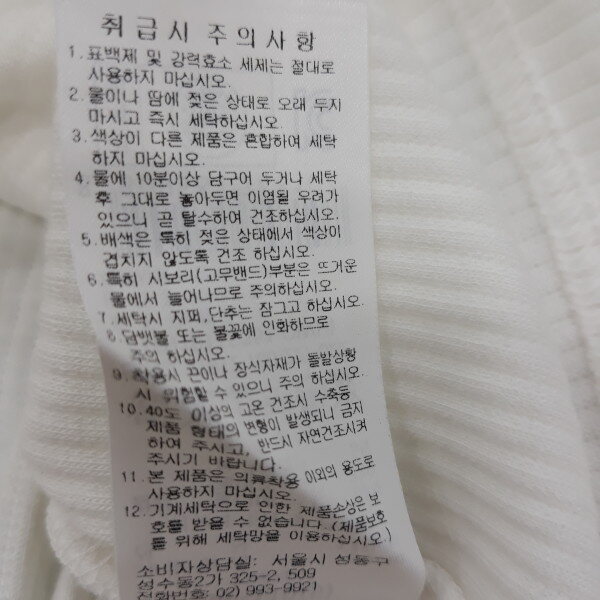 취급시 주의사항
1. 표백제 및 강력효소 세제는 절대로
사용하지 마십시오.
2. 물이나 땀에 젖은 상태로 오래 두지
마시고 즉시 세탁하십시오.
3. 색상이 다른 제품은 혼합하여 세탁
하지 마십시오.
4. 물에 10분이상 담구어 두거나 세탁
후 그대로 놓아두면 이염될 우려가
있으니 곧 탈수하여 건조하십시오.
5. 배색은 특히 젖은 상태에서 색상이
겹치지 않도록 건조 하십시오.
6. 특히 시보리(고무밴드)부분은 뜨거운
물에서 늘어나므로 주의하십시오.
7. 세탁시 지퍼,단추는 잠그고 하십시오.
8. 담뱃불 또는 불꽃에 인화하므로
주의 하십시오.
9. 착용시 끈이나 장식자재가 돌발상황
시 위험할 수 있으니 주의 하십시오.
10. 40도 이상의 고온 건조시 수축등
제품 형태의 변형이 발생되니 금지
하여 주시고, 반드시 자연건조시켜
주시기 바랍니다.
11. 본 제품은 의류착용 이외의 용도로
사용하지 마십시오.
12. 기계세탁으로 인한 제품손상은 보
호를 받을 수 없습니다.(제품보호
를 위해 세탁망을 이용하십시오.)
소비자상담실: 서울시 성동구
성수동2가 325-2, 509
전화번호: 02) 993-9921